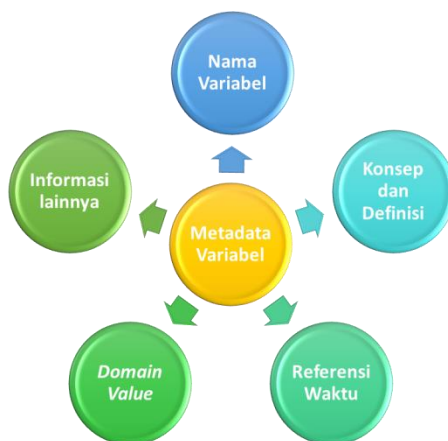 Nama
Variabel
Informasi
lainnya
Konsep
dan
Definisi
Metadata
Variabel
Domain
Value
Referensi
Waktu